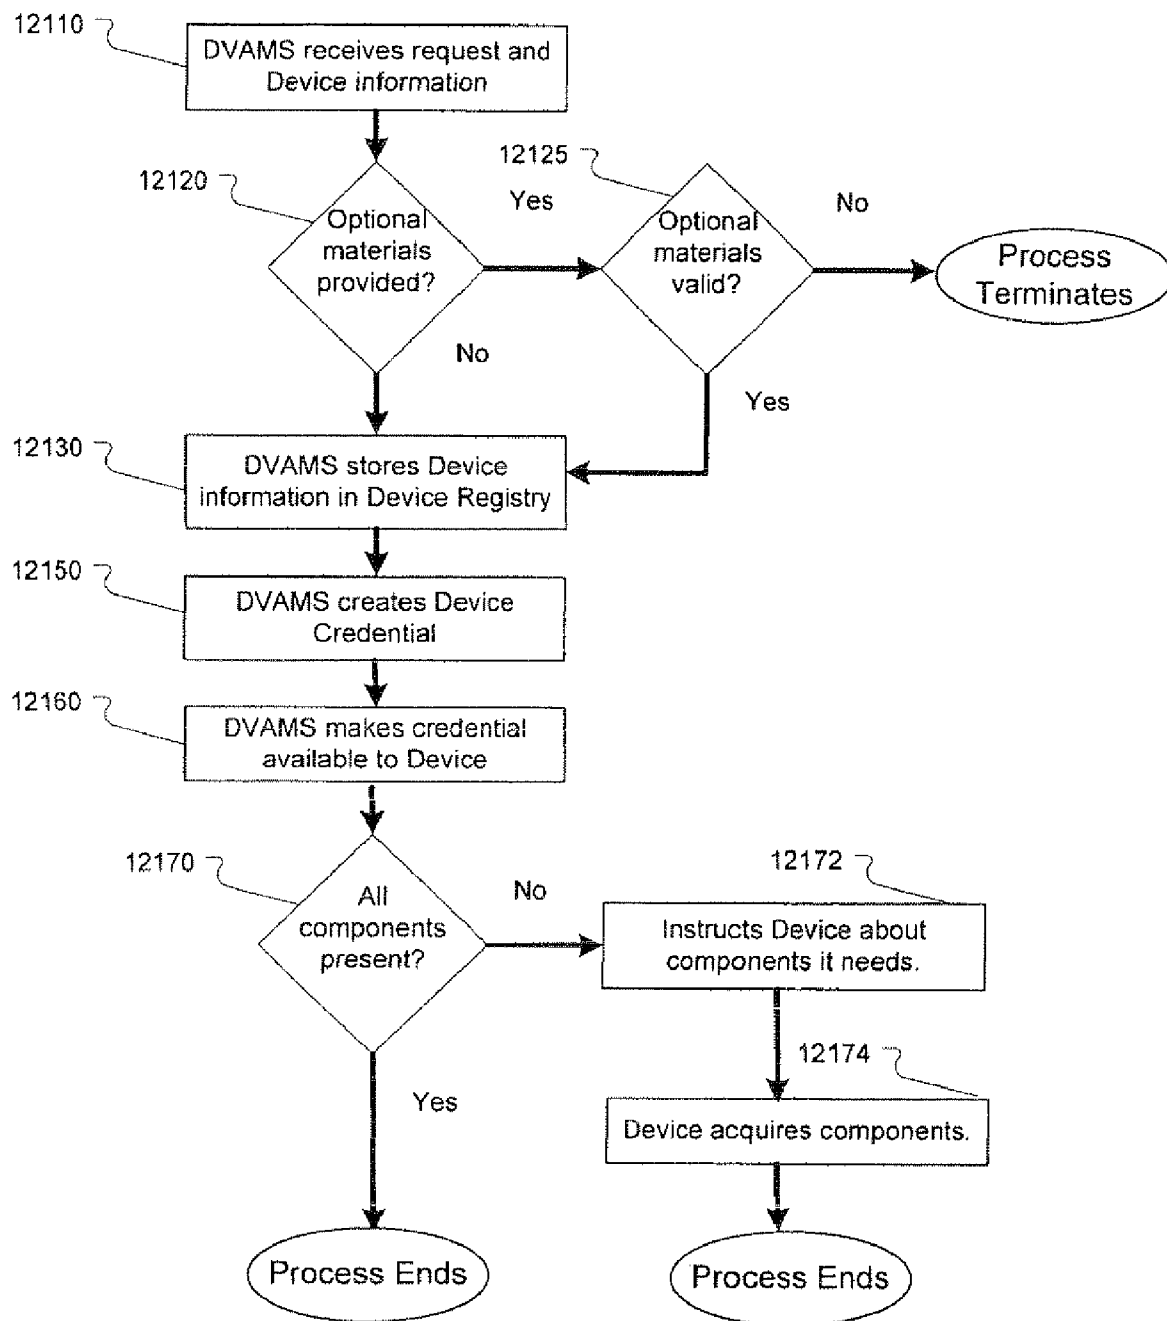 12110
DVAMS receives request and
Device information
12120
Optional
materials
provided?
Yes
12125
Optional
materials
valid?
No
Process
Terminates
No
Yes
12130
DVAMS stores Device
information in Device Registry
12150
DVAMS creates Device
Credential
12160
DVAMS makes credential
available to Device
12170
All
components
present?
No
12172
Instructs Device about
components it needs.
12174
Device acquires components.
Yes
Process Ends
Process Ends